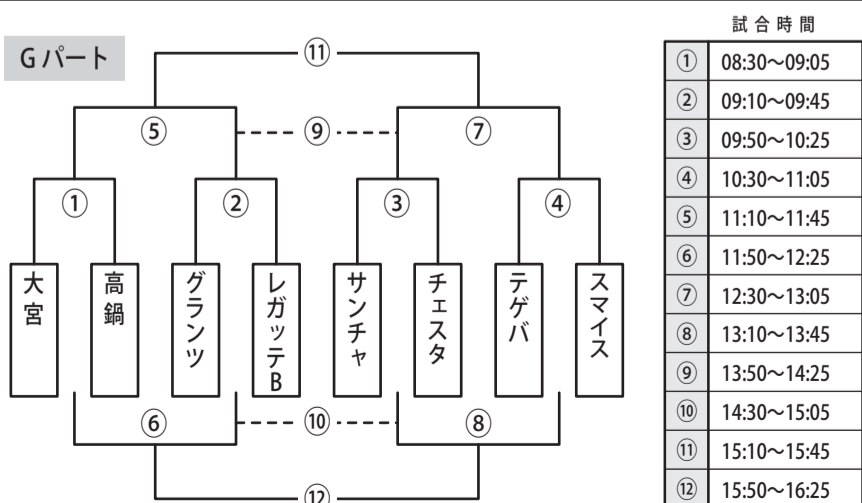 Gパート
⑪
⑤
⑨
⑦
①
②
③
④
大宮
高鍋
グランツ
レガッテB
サンチャ
チェスタ
テゲバ
スマイス
⑥
⑩
⑧
⑫
試合時間
① 08:30〜09:05
② 09:10〜09:45
③ 09:50〜10:25
④ 10:30〜11:05
⑤ 11:10〜11:45
⑥ 11:50〜12:25
⑦ 12:30〜13:05
⑧ 13:10〜13:45
⑨ 13:50〜14:25
⑩ 14:30〜15:05
⑪ 15:10〜15:45
⑫ 15:50〜16:25